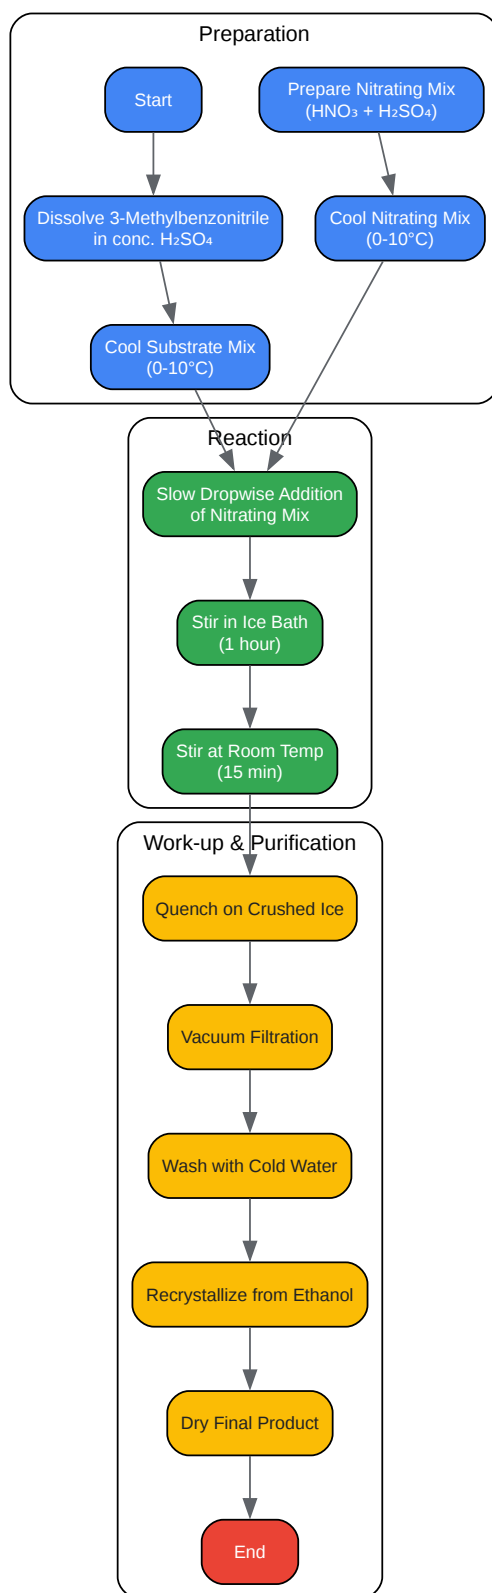 Preparation
Start
Prepare Nitrating Mix
(HNO₃ + H₂SO₄)
Dissolve 3-Methylbenzonitrile
in conc. H₂SO₄
Cool Nitrating Mix
(0-10°C)
Cool Substrate Mix
(0-10°C)
Reaction
Slow Dropwise Addition
of Nitrating Mix
Stir in Ice Bath
(1 hour)
Stir at Room Temp
(15 min)
Work-up & Purification
Quench on Crushed Ice
Vacuum Filtration
Wash with Cold Water
Recrystallize from Ethanol
Dry Final Product
End